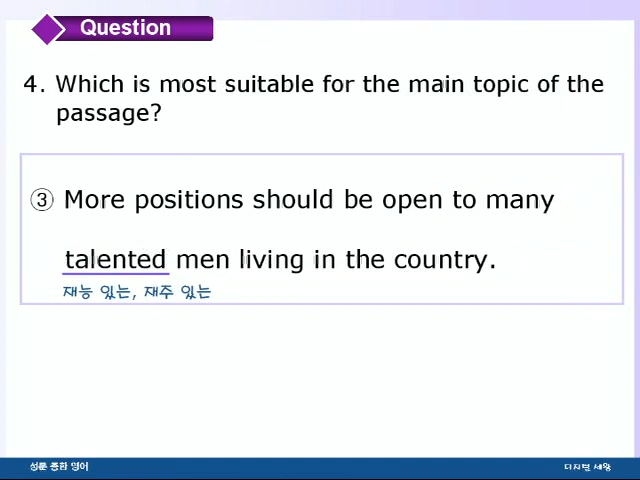 Question
4. Which is most suitable for the main topic of the
passage?
③ More positions should be open to many
talented men living in the country.
재능 있는, 재주 있는
성문 종합 영어
디지털 세왕